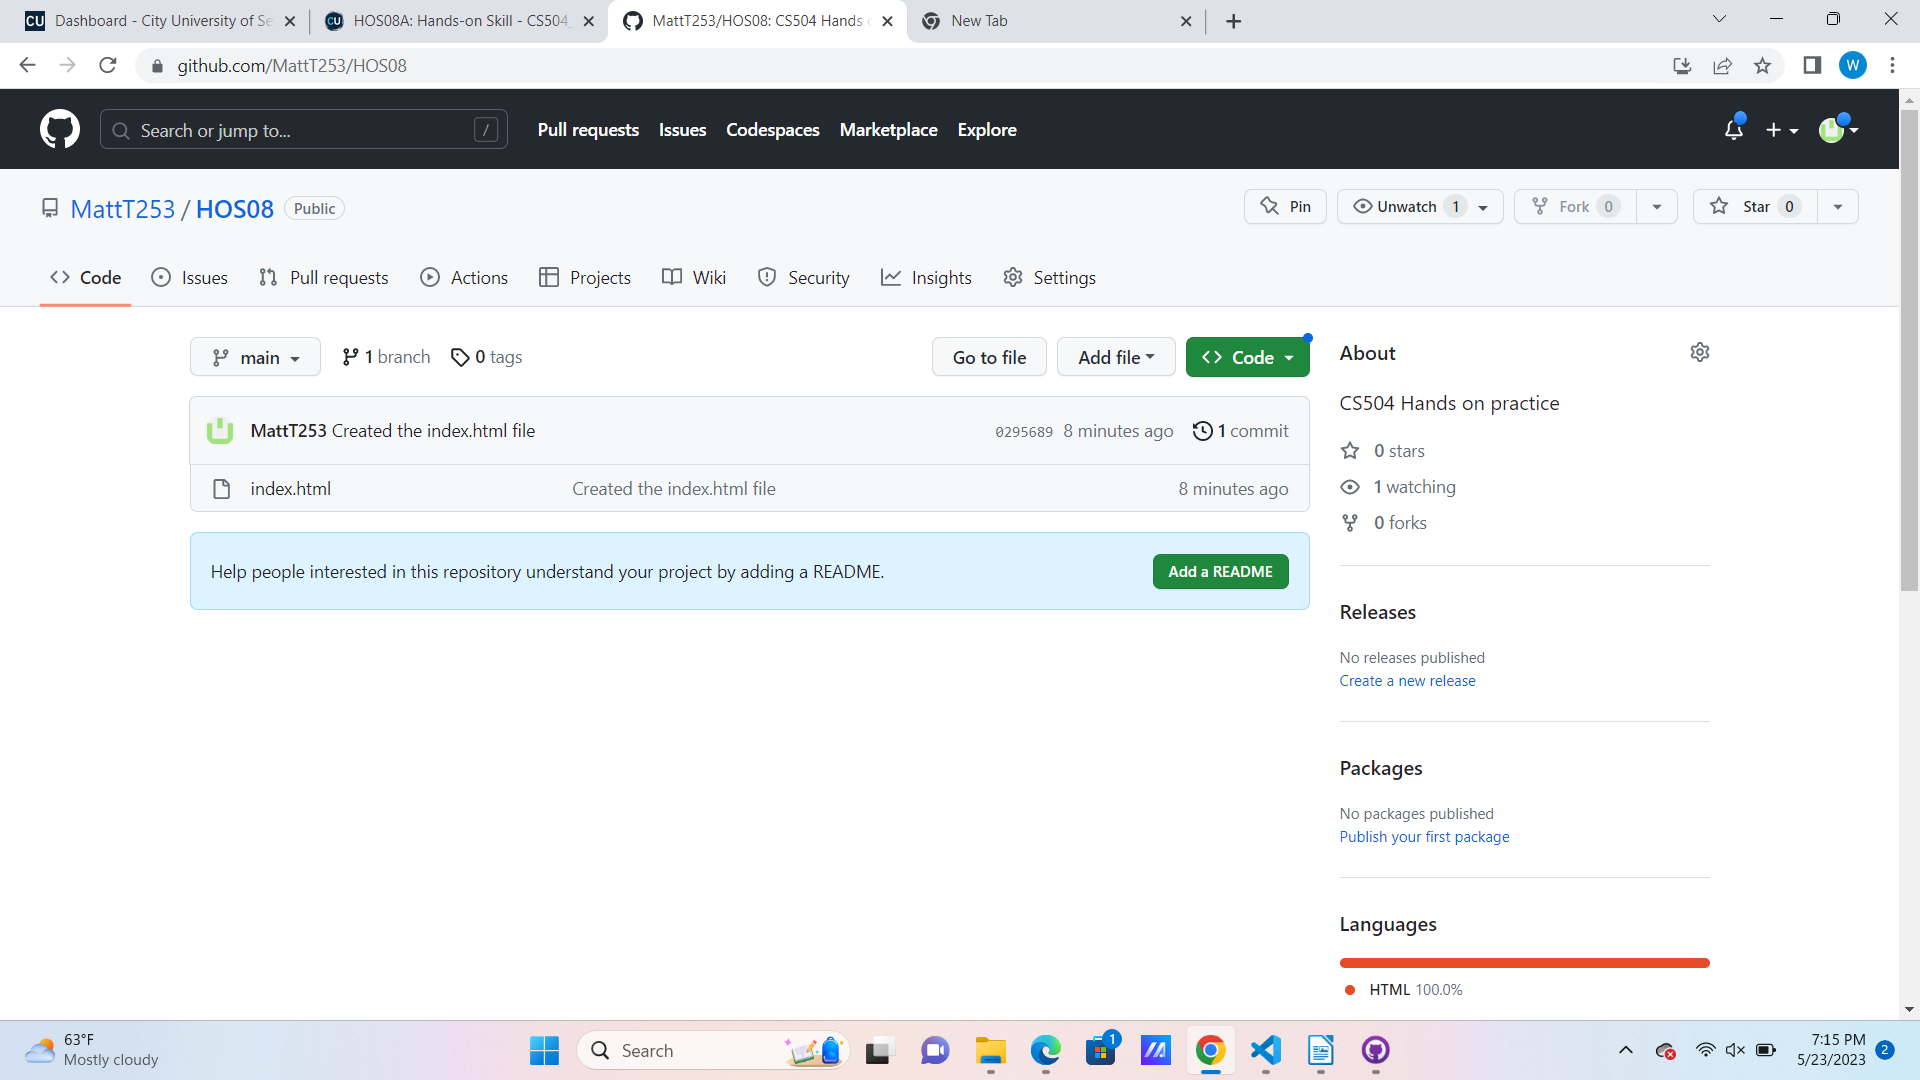 CU Dashboard - City University of Se
CU HOS08A: Hands-on Skill - CS504_
MattT253/HOS08: CS504 Hands o
New Tab
github.com/MattT253/HOS08
W
Search or jump to... /
Pull requests Issues Codespaces Marketplace Explore
MattT253 / HOS08 Public
Pin Unwatch 1 Fork 0 Star 0
Code Issues Pull requests Actions Projects Wiki Security Insights Settings
main 1 branch 0 tags Go to file Add file Code
MattT253 Created the index.html file 0295689 8 minutes ago 1 commit
index.html Created the index.html file 8 minutes ago
Help people interested in this repository understand your project by adding a README. Add a README
About
CS504 Hands on practice
0 stars
1 watching
0 forks
Releases
No releases published
Create a new release
Packages
No packages published
Publish your first package
Languages
HTML 100.0%
63°F
Mostly cloudy
Search
1
7:15 PM
5/23/2023
2